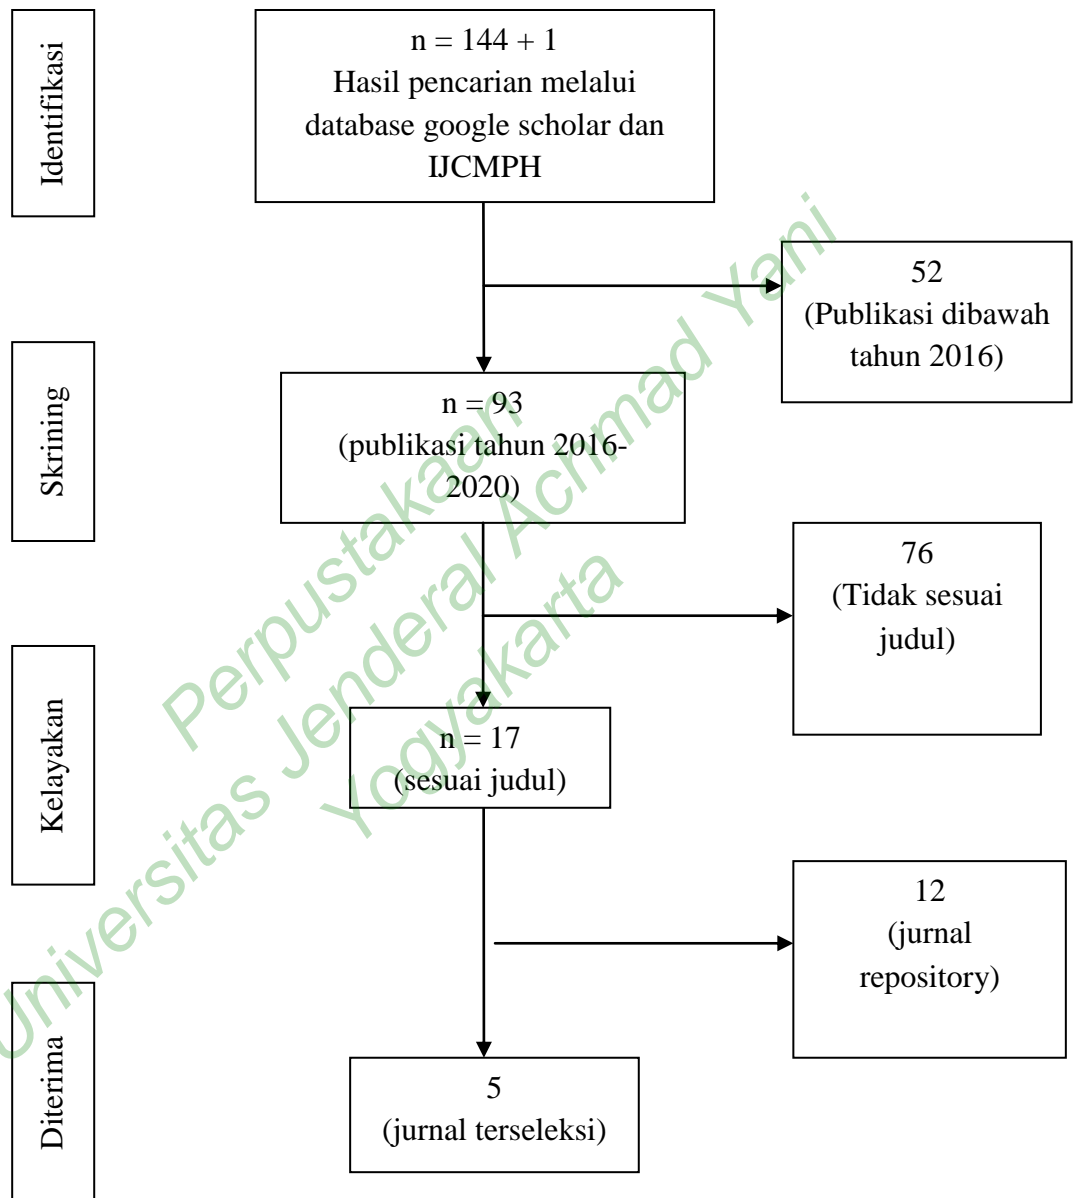 Identifikasi
n = 144 + 1
Hasil pencarian melalui
database google scholar dan
IJCMPH
52
(Publikasi dibawah
tahun 2016)
Skrining
n = 93
(publikasi tahun 2016-
2020)
76
(Tidak sesuai
judul)
Kelayakan
n = 17
(sesuai judul)
12
(jurnal
repository)
Diterima
5
(jurnal terseleksi)
Perpustakaan
Universitas Jenderal Achmad Yani
Yogyakarta